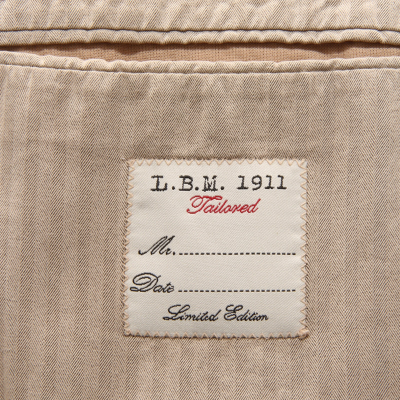 L.B.M. 1911
Tailored
Mr.
Date
Limited Edition